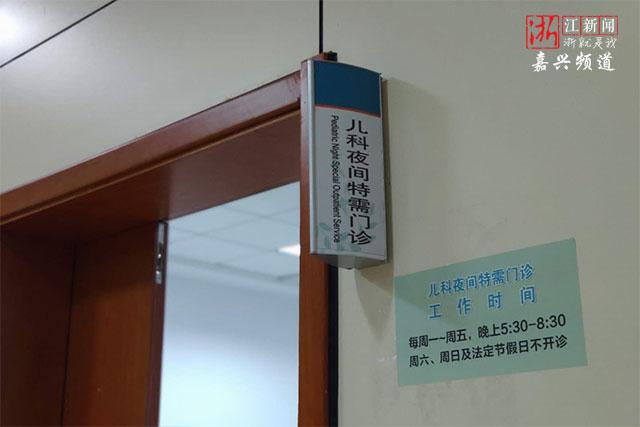 浙江新闻
浙就是我
嘉兴频道
儿科夜间特需门诊
Pediatric Night Special Outpatient Service
儿科夜间特需门诊
工作时间
每周一~周五，晚上5:30-8:30
周六、周日及法定节假日不开诊